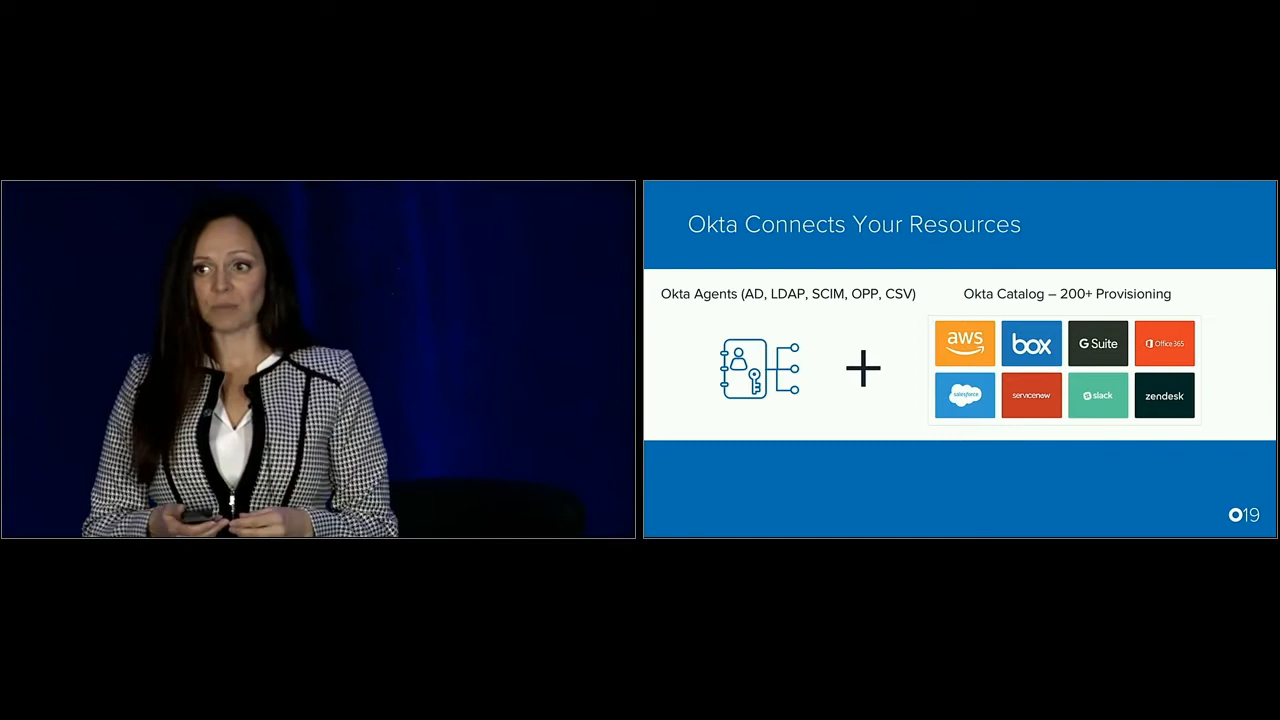 Okta Connects Your Resources
Okta Agents (AD, LDAP, SCIM, OPP, CSV)
Okta Catalog – 200+ Provisioning
aws
box
G Suite
Office 365
salesforce
servicenow
slack
zendesk
O19